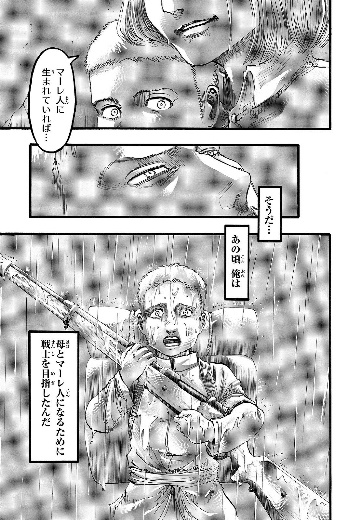 マーレ人に
生まれていれば…
そうだ…
あの頃 俺は
母とマーレ人になるために
戦士を目指したんだ